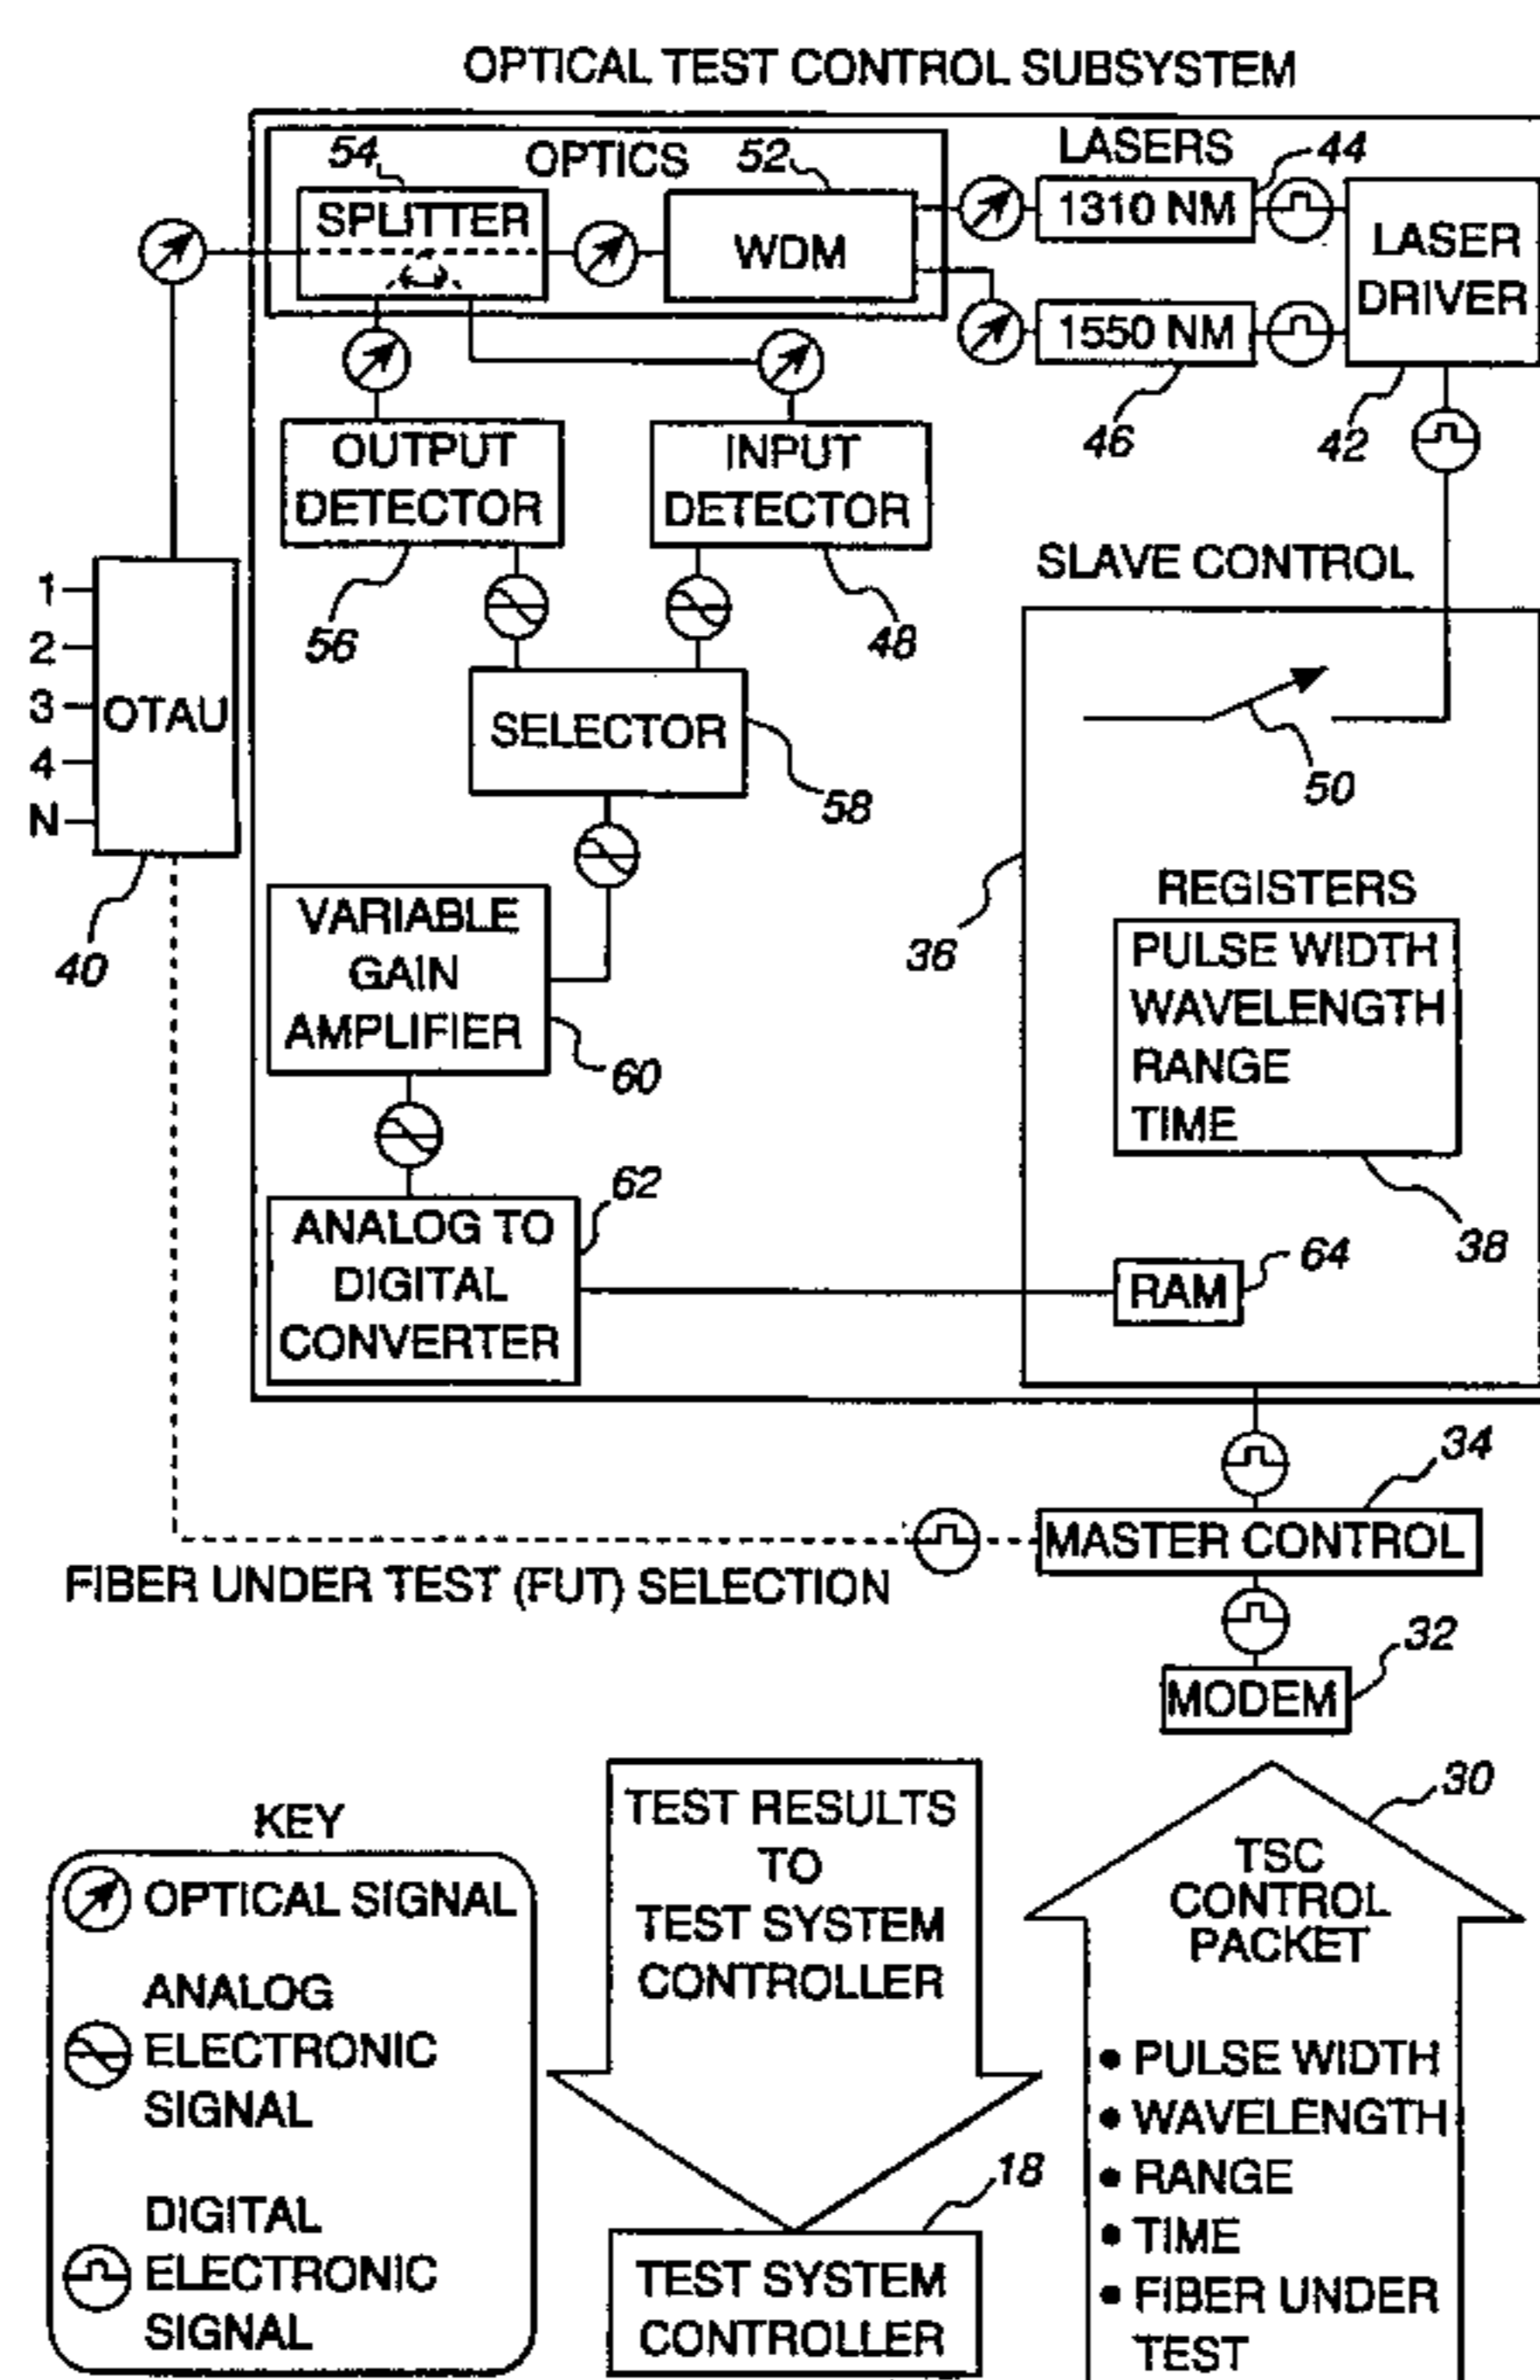 OPTICAL TEST CONTROL SUBSYSTEM
54
OPTICS
52
LASERS
44
SPLITTER
WDM
1310 NM
1550 NM
LASER
DRIVER
46
42
OUTPUT
DETECTOR
INPUT
DETECTOR
56
48
SLAVE CONTROL
1
2
3
4
N
OTAU
40
SELECTOR
58
50
VARIABLE
GAIN
AMPLIFIER
60
36
REGISTERS
PULSE WIDTH
WAVELENGTH
RANGE
TIME
38
62
ANALOG TO
DIGITAL
CONVERTER
RAM
64
34
MASTER CONTROL
FIBER UNDER TEST (FUT) SELECTION
32
MODEM
KEY
OPTICAL SIGNAL
ANALOG
ELECTRONIC
SIGNAL
DIGITAL
ELECTRONIC
SIGNAL
TEST RESULTS
TO
TEST SYSTEM
CONTROLLER
18
TEST SYSTEM
CONTROLLER
30
TSC
CONTROL
PACKET
• PULSE WIDTH
• WAVELENGTH
• RANGE
• TIME
• FIBER UNDER
TEST